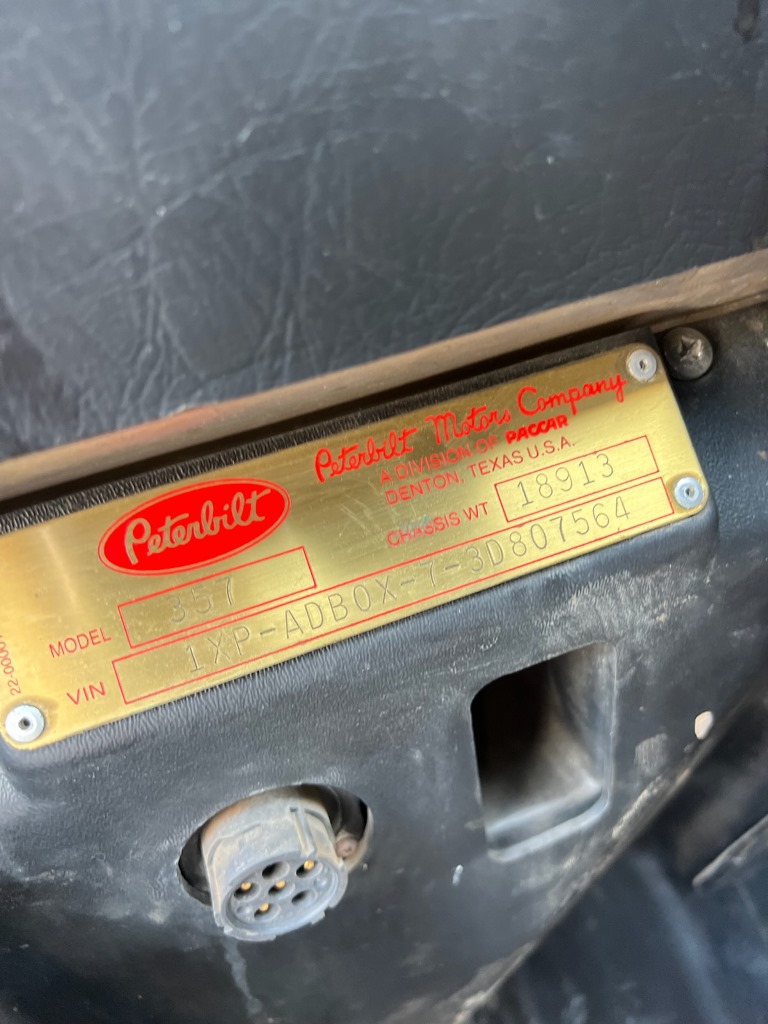 Peterbilt
Peterbilt Motors Company
A DIVISION OF PACCAR
DENTON, TEXAS U.S.A.
CHASSIS WT 18913
MODEL 357
VIN 1XP-ADB0X-7-3D807564